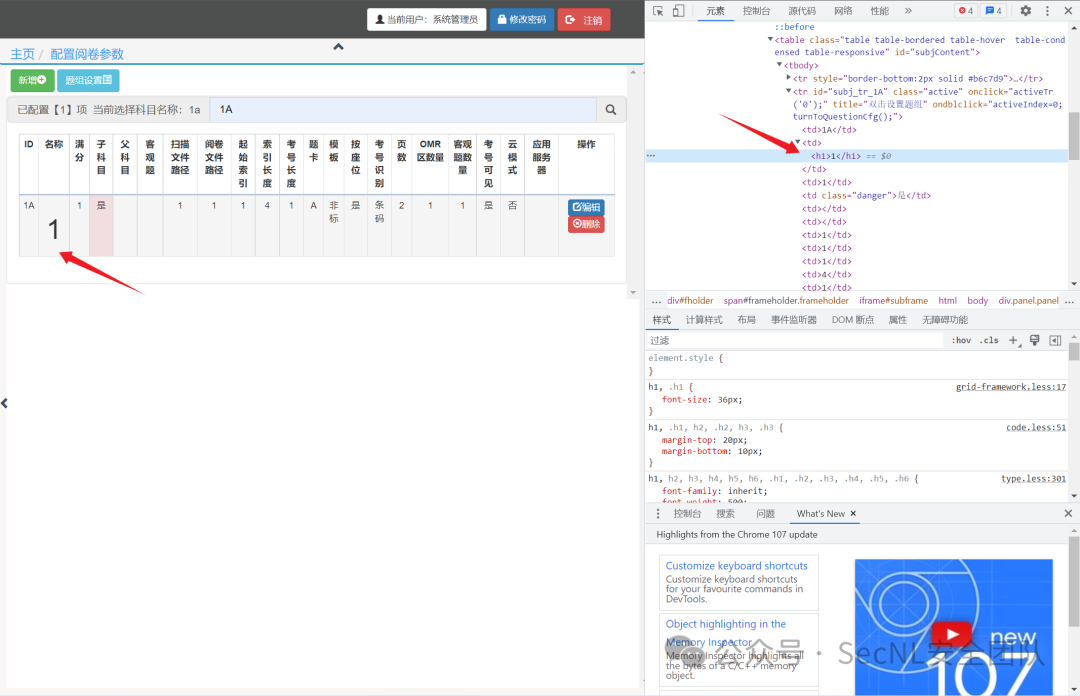 当前用户：系统管理员 修改密码 注销
主页 / 配置阅卷参数
新增 题组设置
已配置【1】项 当前选择科目名称：1a 1A
ID 名称 满分 子科目 父科目 客观题 扫描文件路径 阅卷文件路径 起始索引 索引长度 考号长度 题卡 模板 按座位 考号识别 页数 OMR区数量 客观题数量 考号可见 云模式 应用服务器 操作
1A 1 1 是 1 1 1 4 1 A 非标 是 条码 2 1 1 是 否 编辑
删除
元素 控制台 源代码 网络 性能 » 4 4
::before
<table class="table table-bordered table-hover  table-cond
ensed table-responsive" id="subjContent">
<tbody>
<tr style="border-bottom:2px solid #b6c7d9">…</tr>
<tr id="subj_tr_1A" class="active" onclick="activeTr
('0');" title="双击设置题组" ondblclick="activeIndex=0;
turnToQuestionCfg();">
<td>1A</td>
<td>
<h1>1</h1> == $0
</td>
<td>1</td>
<td class="danger">是</td>
<td></td>
<td></td>
<td>1</td>
<td>1</td>
<td>1</td>
<td>4</td>
<td>1</td>
… div#fholder span#frameholder.frameholder iframe#subframe html body div.panel.panel …
样式 计算样式 布局 事件监听器 DOM 断点 属性 无障碍功能
过滤 :hov .cls +
element.style {
}
h1, .h1 { grid-framework.less:17
font-size: 36px;
}
h1, .h1, h2, .h2, h3, .h3 { code.less:51
margin-top: 20px;
margin-bottom: 10px;
}
h1, h2, h3, h4, h5, h6, .h1, .h2, .h3, .h4, .h5, .h6 { type.less:301
font-family: inherit;
font-weight: 500;
控制台 搜索 问题 What's New ×
Highlights from the Chrome 107 update
Customize keyboard shortcuts
Customize keyboard shortcuts
for your favourite commands in
DevTools.
Object highlighting in the
Memory Inspector
Memory Inspector highlights all
the bytes of a C/C++ memory
object.
new
107
公众号 · SecNL安全团队